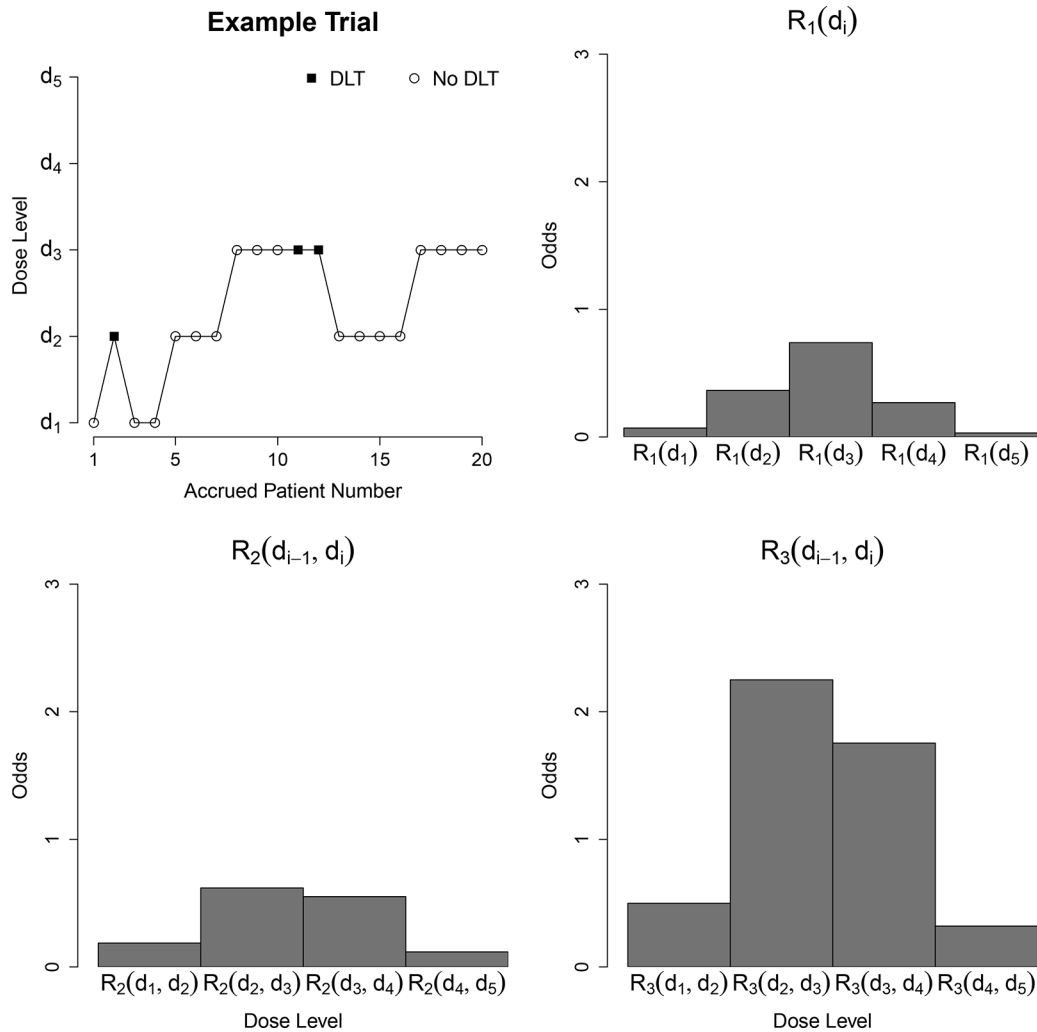 Example Trial
■ DLT ○ No DLT
d₅
d₄
d₃
d₂
d₁
Dose Level
1 5 10 15 20
Accrued Patient Number
R₁(dᵢ)
3
2
1
0
Odds
R₁(d₁) R₁(d₂) R₁(d₃) R₁(d₄) R₁(d₅)
R₂(dᵢ₋₁, dᵢ)
3
2
1
0
Odds
R₂(d₁, d₂) R₂(d₂, d₃) R₂(d₃, d₄) R₂(d₄, d₅)
Dose Level
R₃(dᵢ₋₁, dᵢ)
3
2
1
0
Odds
R₃(d₁, d₂) R₃(d₂, d₃) R₃(d₃, d₄) R₃(d₄, d₅)
Dose Level